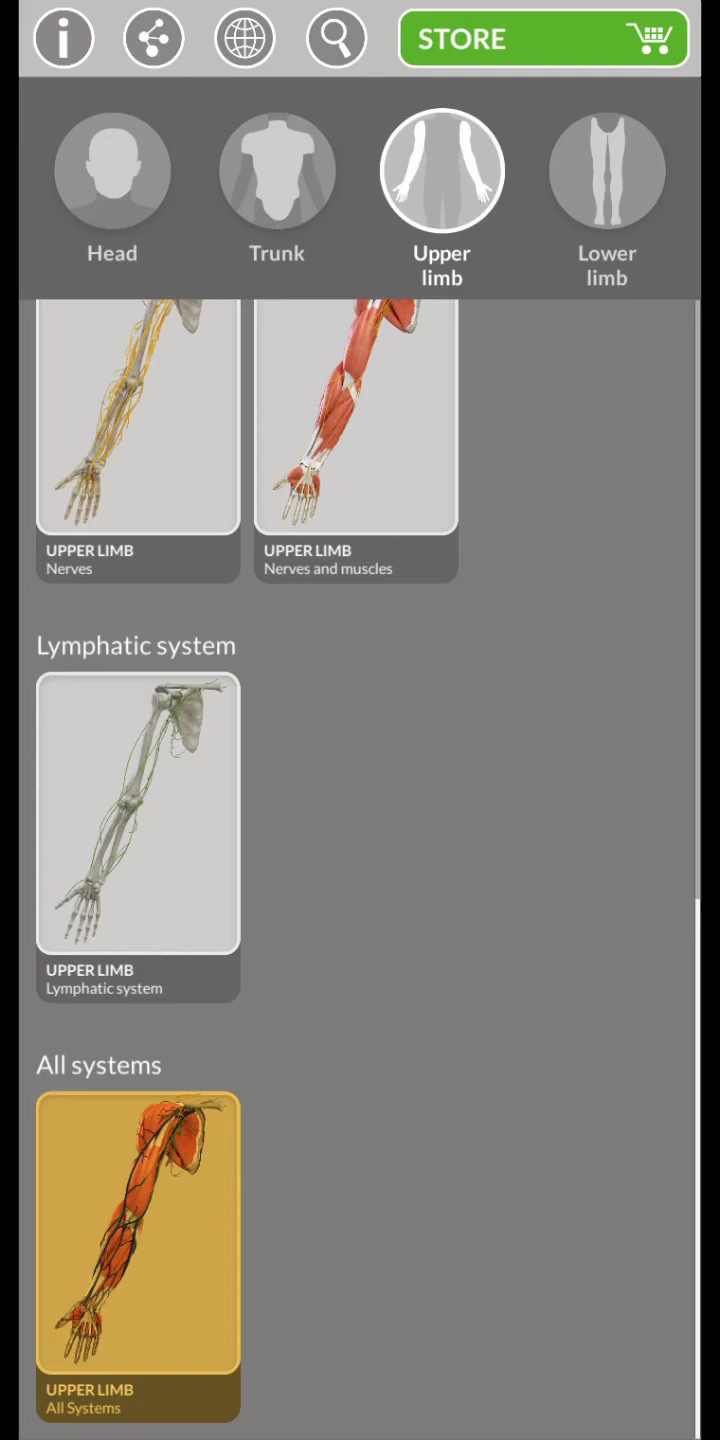 STORE
Head
Trunk
Upper
limb
Lower
limb
UPPER LIMB
Nerves
UPPER LIMB
Nerves and muscles
Lymphatic system
UPPER LIMB
Lymphatic system
All systems
UPPER LIMB
All Systems